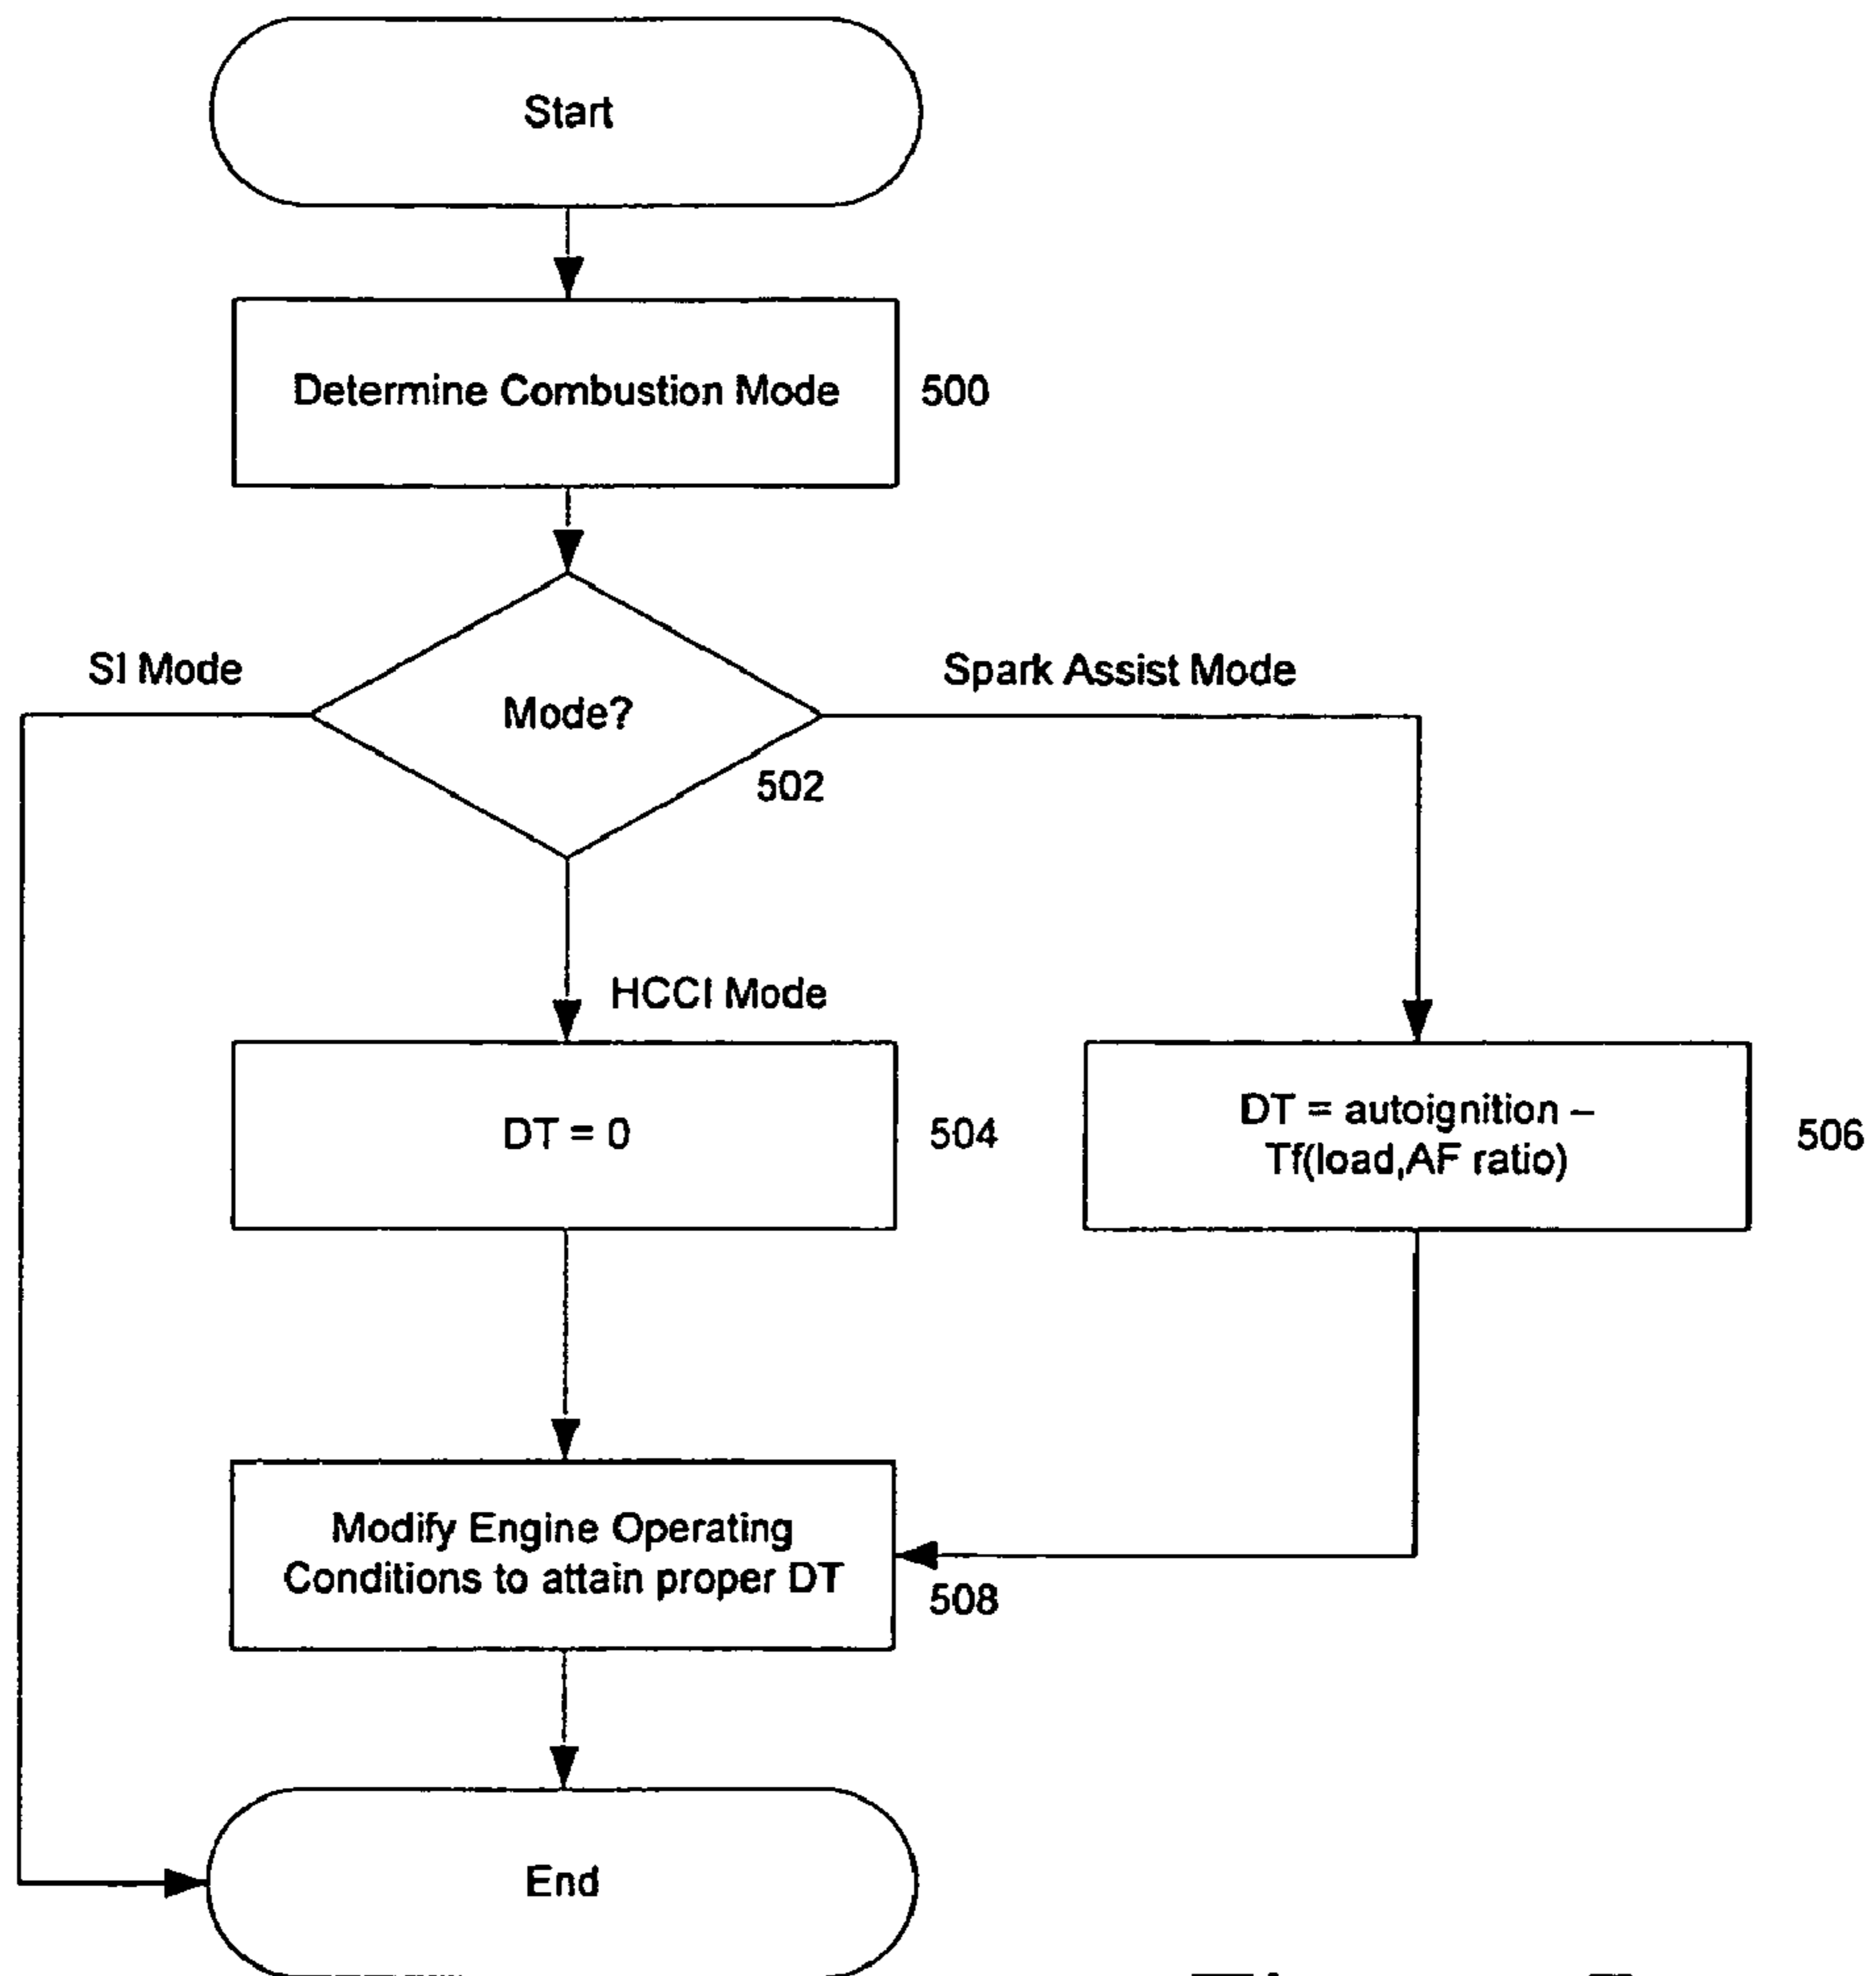 Start
Determine Combustion Mode
500
SI Mode
Spark Assist Mode
Mode?
502
HCCI Mode
DT = 0
504
DT = autoignition –
Tf(load,AF ratio)
506
Modify Engine Operating
Conditions to attain proper DT
508
End